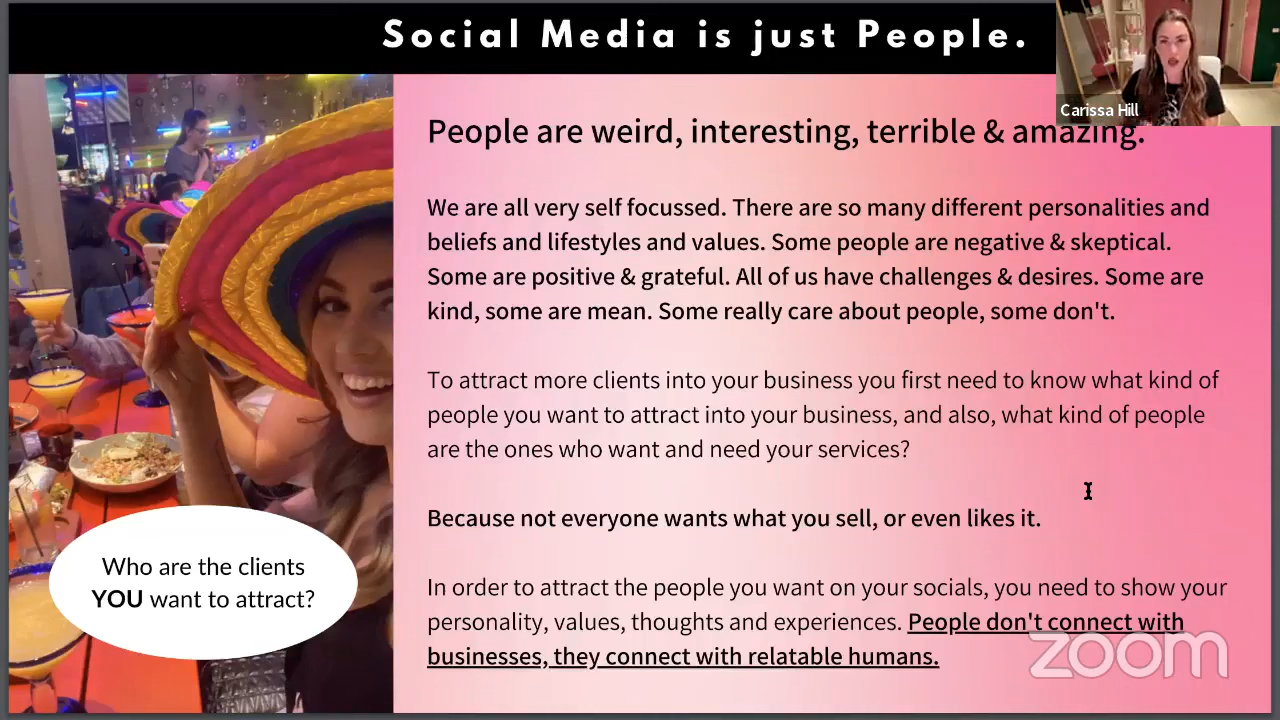 Social Media is just People.
Carissa Hill
People are weird, interesting, terrible & amazing.
We are all very self focussed. There are so many different personalities and
beliefs and lifestyles and values. Some people are negative & skeptical.
Some are positive & grateful. All of us have challenges & desires. Some are
kind, some are mean. Some really care about people, some don't.
To attract more clients into your business you first need to know what kind of
people you want to attract into your business, and also, what kind of people
are the ones who want and need your services?
Because not everyone wants what you sell, or even likes it.
In order to attract the people you want on your socials, you need to show your
personality, values, thoughts and experiences. People don't connect with
businesses, they connect with relatable humans.
Who are the clients
YOU want to attract?
zoom